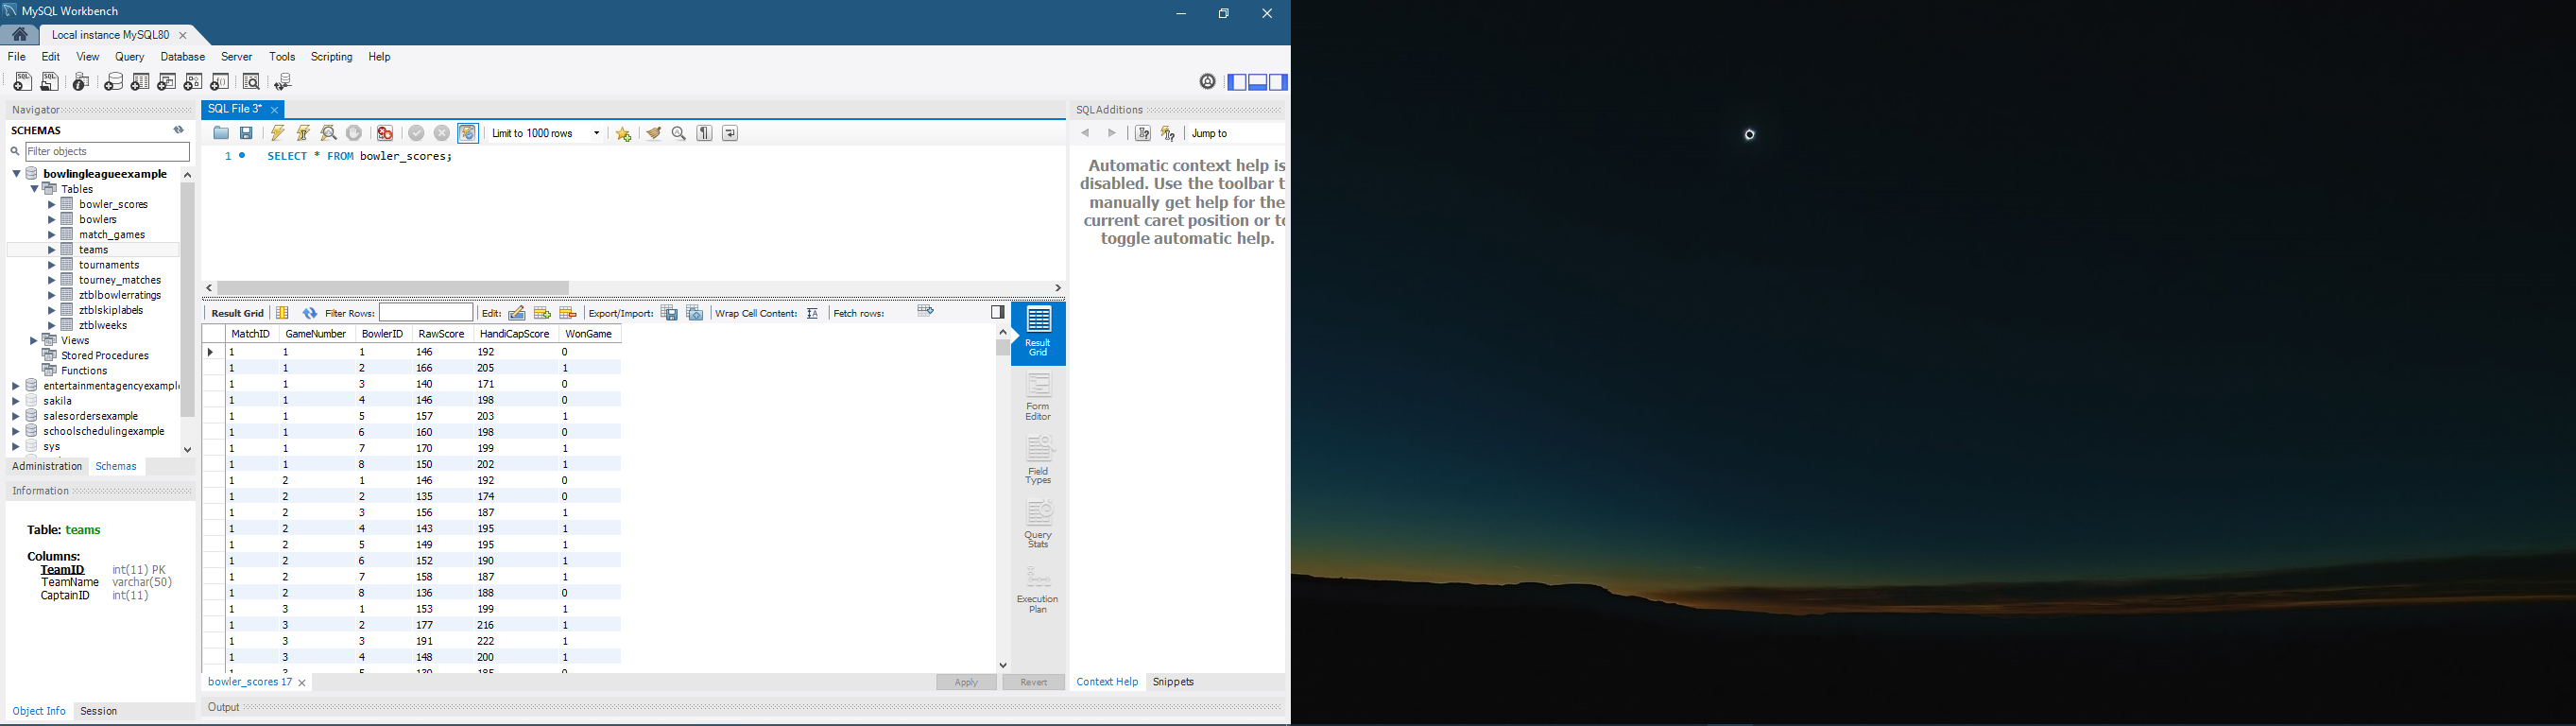 MySQL Workbench
Local instance MySQL80
File Edit View Query Database Server Tools Scripting Help
Navigator
SCHEMAS
Filter objects
bowlingleagueexample
Tables
bowler_scores
bowlers
match_games
teams
tournaments
tourney_matches
ztblbowlerratings
ztblskiplabels
ztblweeks
Views
Stored Procedures
Functions
entertainmentagencyexampl
sakila
salesordersexample
schoolschedulingexample
sys
Administration Schemas
Information
Table: teams
Columns:
TeamID int(11) PK
TeamName varchar(50)
CaptainID int(11)
Object Info Session
SQL File 3*
Limit to 1000 rows
1 SELECT * FROM bowler_scores;
Result Grid Filter Rows: Edit: Export/Import: Wrap Cell Content: Fetch rows:
MatchID GameNumber BowlerID RawScore HandiCapScore WonGame
1 1 1 146 192 0
1 1 2 166 205 1
1 1 3 140 171 0
1 1 4 146 198 0
1 1 5 157 203 1
1 1 6 160 198 0
1 1 7 170 199 1
1 1 8 150 202 1
1 2 1 146 192 0
1 2 2 135 174 0
1 2 3 156 187 1
1 2 4 143 195 1
1 2 5 149 195 1
1 2 6 152 190 1
1 2 7 158 187 1
1 2 8 136 188 0
1 3 1 153 199 1
1 3 2 177 216 1
1 3 3 191 222 1
1 3 4 148 200 1
Result
Grid
Form
Editor
Field
Types
Query
Stats
Execution
Plan
bowler_scores 17
Apply Revert
Output
SQLAdditions
Jump to
Automatic context help is
disabled. Use the toolbar t
manually get help for the
current caret position or to
toggle automatic help.
Context Help Snippets